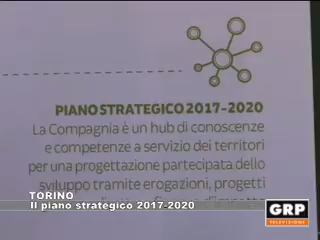 PIANO STRATEGICO 2017-2020
La Compagnia è un hub di conoscenze
e competenze a servizio dei territori
per una progettazione partecipata dello
sviluppo tramite erogazioni, progetti
TORINO
Il piano strategico 2017-2020
GRP
TELEVISIONE